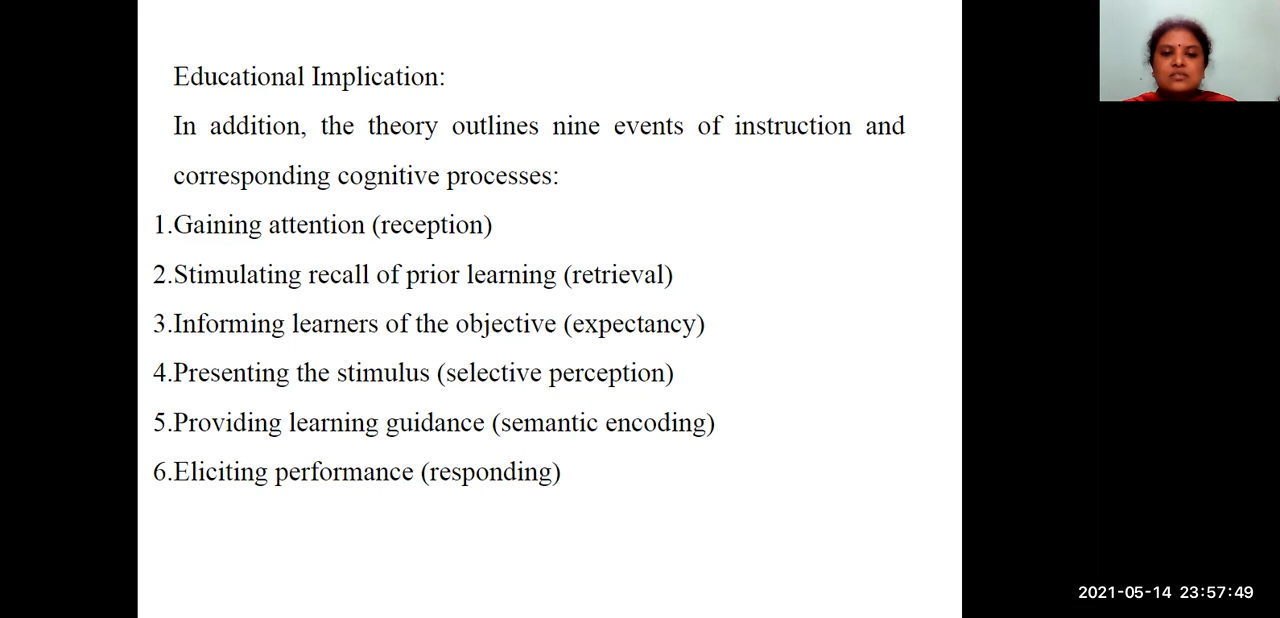 Educational Implication:
In addition, the theory outlines nine events of instruction and
corresponding cognitive processes:
1.Gaining attention (reception)
2.Stimulating recall of prior learning (retrieval)
3.Informing learners of the objective (expectancy)
4.Presenting the stimulus (selective perception)
5.Providing learning guidance (semantic encoding)
6.Eliciting performance (responding)
2021-05-14 23:57:49